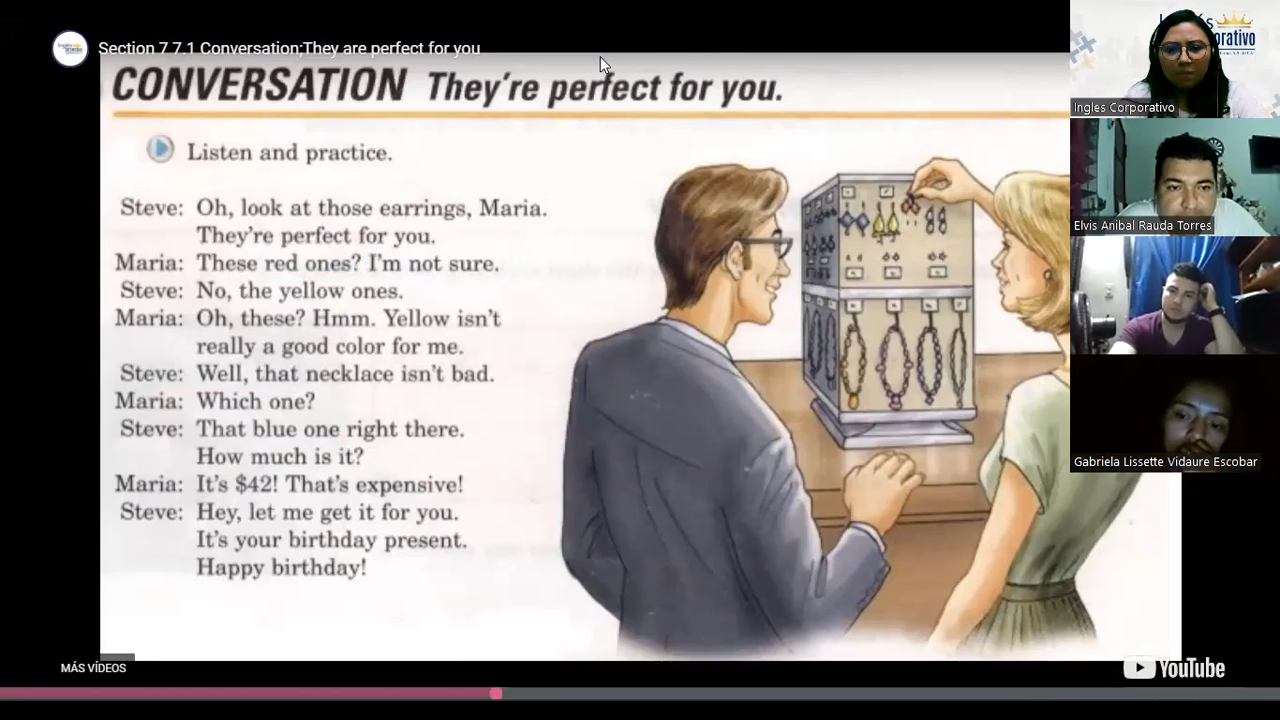 Section 7 7.1 Conversation;They are perfect for you
CONVERSATION They're perfect for you.
Listen and practice.
Steve: Oh, look at those earrings, Maria.
They're perfect for you.
Maria: These red ones? I'm not sure.
Steve: No, the yellow ones.
Maria: Oh, these? Hmm. Yellow isn't
really a good color for me.
Steve: Well, that necklace isn't bad.
Maria: Which one?
Steve: That blue one right there.
How much is it?
Maria: It's $42! That's expensive!
Steve: Hey, let me get it for you.
It's your birthday present.
Happy birthday!
MÁS VÍDEOS
YouTube
Ingles Corporativo
Elvis Anibal Rauda Torres
Gabriela Lissette Vidaure Escobar